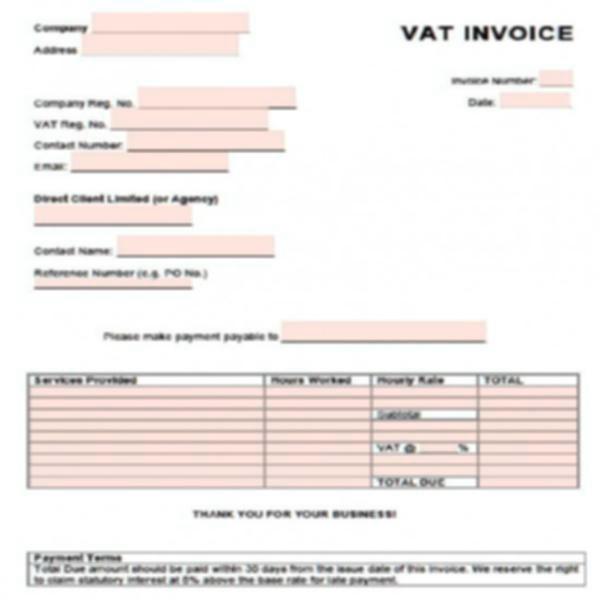 Company
VAT INVOICE
Address
Invoice Number:
Company Reg. No.
Date:
VAT Reg. No.
Contact Number:
Email:
Direct Client Limited (or Agency)
Contact Name:
Reference Number (e.g. PO No.)
Please make payment payable to
Services Provided Hours Worked Hourly Rate TOTAL
Subtotal
VAT @ ______%
TOTAL DUE
THANK YOU FOR YOUR BUSINESS!
Payment Terms
Total Due amount should be paid within 30 days from the issue date of this invoice. We reserve the right
to claim statutory interest at 8% above the base rate for late payment.